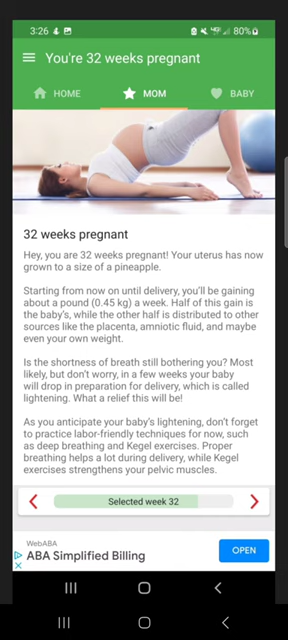 3:26 80%
You're 32 weeks pregnant
HOME MOM BABY
32 weeks pregnant
Hey, you are 32 weeks pregnant! Your uterus has now
grown to a size of a pineapple.
Starting from now on until delivery, you'll be gaining
about a pound (0.45 kg) a week. Half of this gain is
the baby's, while the other half is distributed to other
sources like the placenta, amniotic fluid, and maybe
even your own weight.
Is the shortness of breath still bothering you? Most
likely, but don't worry, in a few weeks your baby
will drop in preparation for delivery, which is called
lightening. What a relief this will be!
As you anticipate your baby's lightening, don't forget
to practice labor-friendly techniques for now, such
as deep breathing and Kegel exercises. Proper
breathing helps a lot during delivery, while Kegel
exercises strengthens your pelvic muscles.
Selected week 32
WebABA
ABA Simplified Billing
OPEN